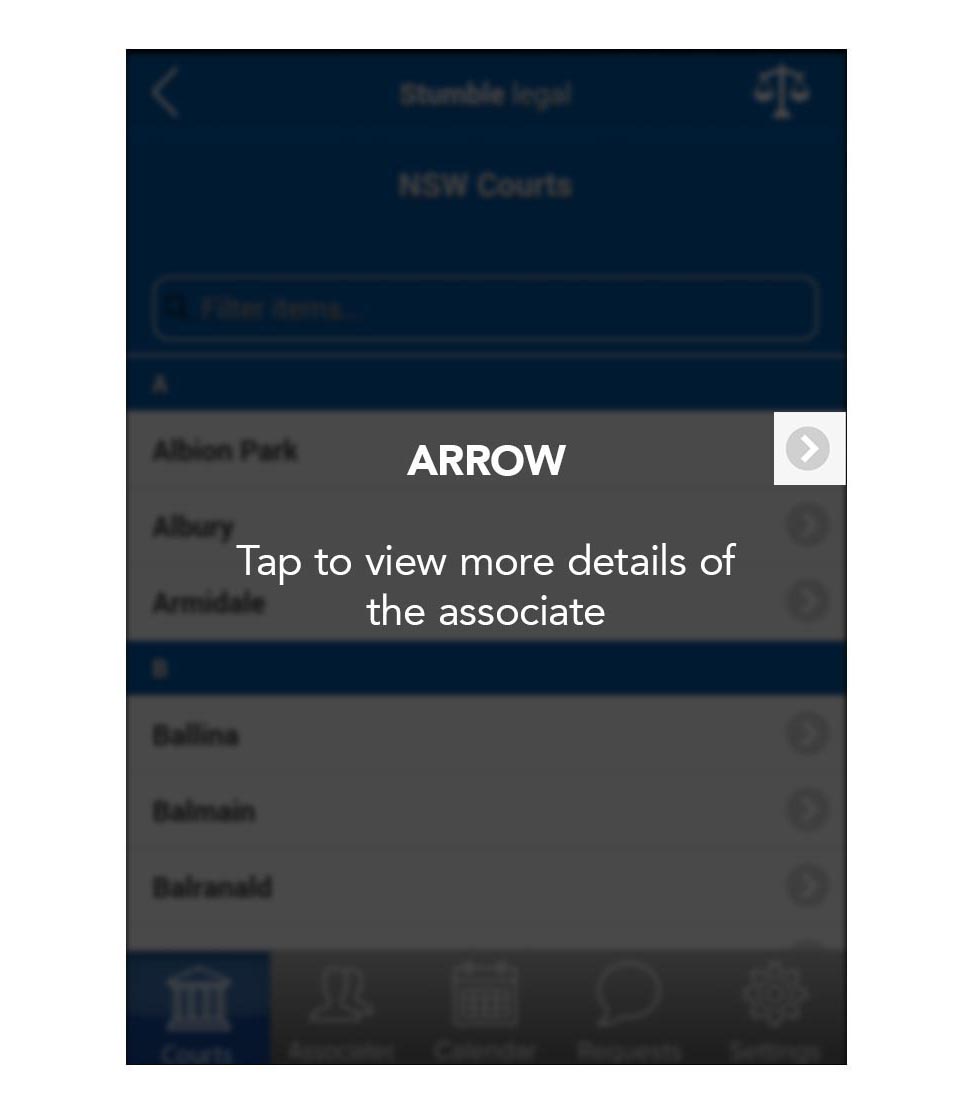 Stumble legal
NSW Courts
Filter items...
A
Albion Park
ARROW
Albury
Tap to view more details of
the associate
Armidale
B
Ballina
Balmain
Balranald
Courts
Associates
Calendar
Requests
Settings